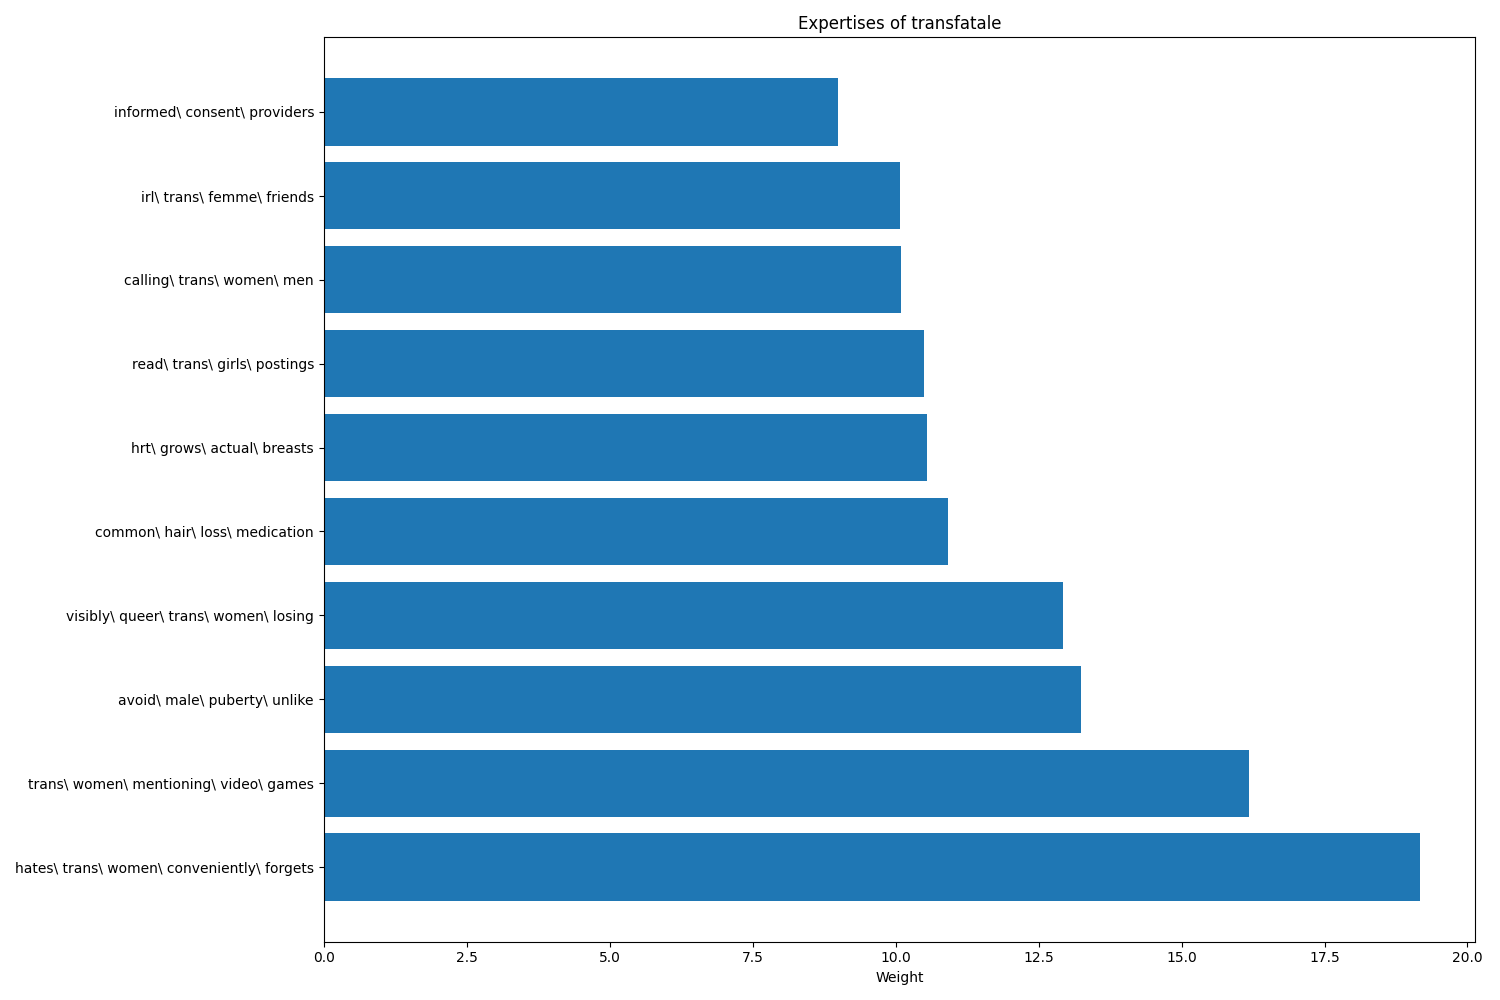 Expertises of transfatale
informed\ consent\ providers
irl\ trans\ femme\ friends
calling\ trans\ women\ men
read\ trans\ girls\ postings
hrt\ grows\ actual\ breasts
common\ hair\ loss\ medication
visibly\ queer\ trans\ women\ losing
avoid\ male\ puberty\ unlike
trans\ women\ mentioning\ video\ games
hates\ trans\ women\ conveniently\ forgets
0.0 2.5 5.0 7.5 10.0 12.5 15.0 17.5 20.0
Weight